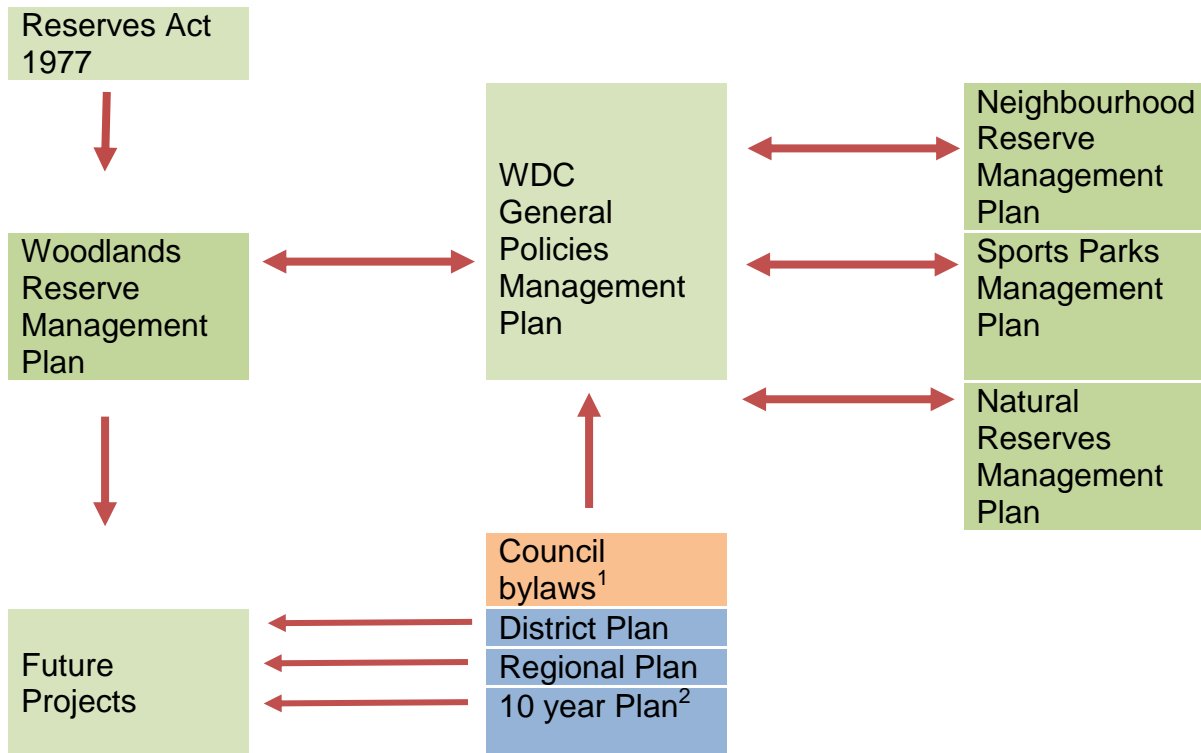 Reserves Act
1977
Woodlands
Reserve
Management
Plan
Future
Projects
WDC
General
Policies
Management
Plan
Council
bylaws¹
District Plan
Regional Plan
10 year Plan²
Neighbourhood
Reserve
Management
Plan
Sports Parks
Management
Plan
Natural
Reserves
Management
Plan